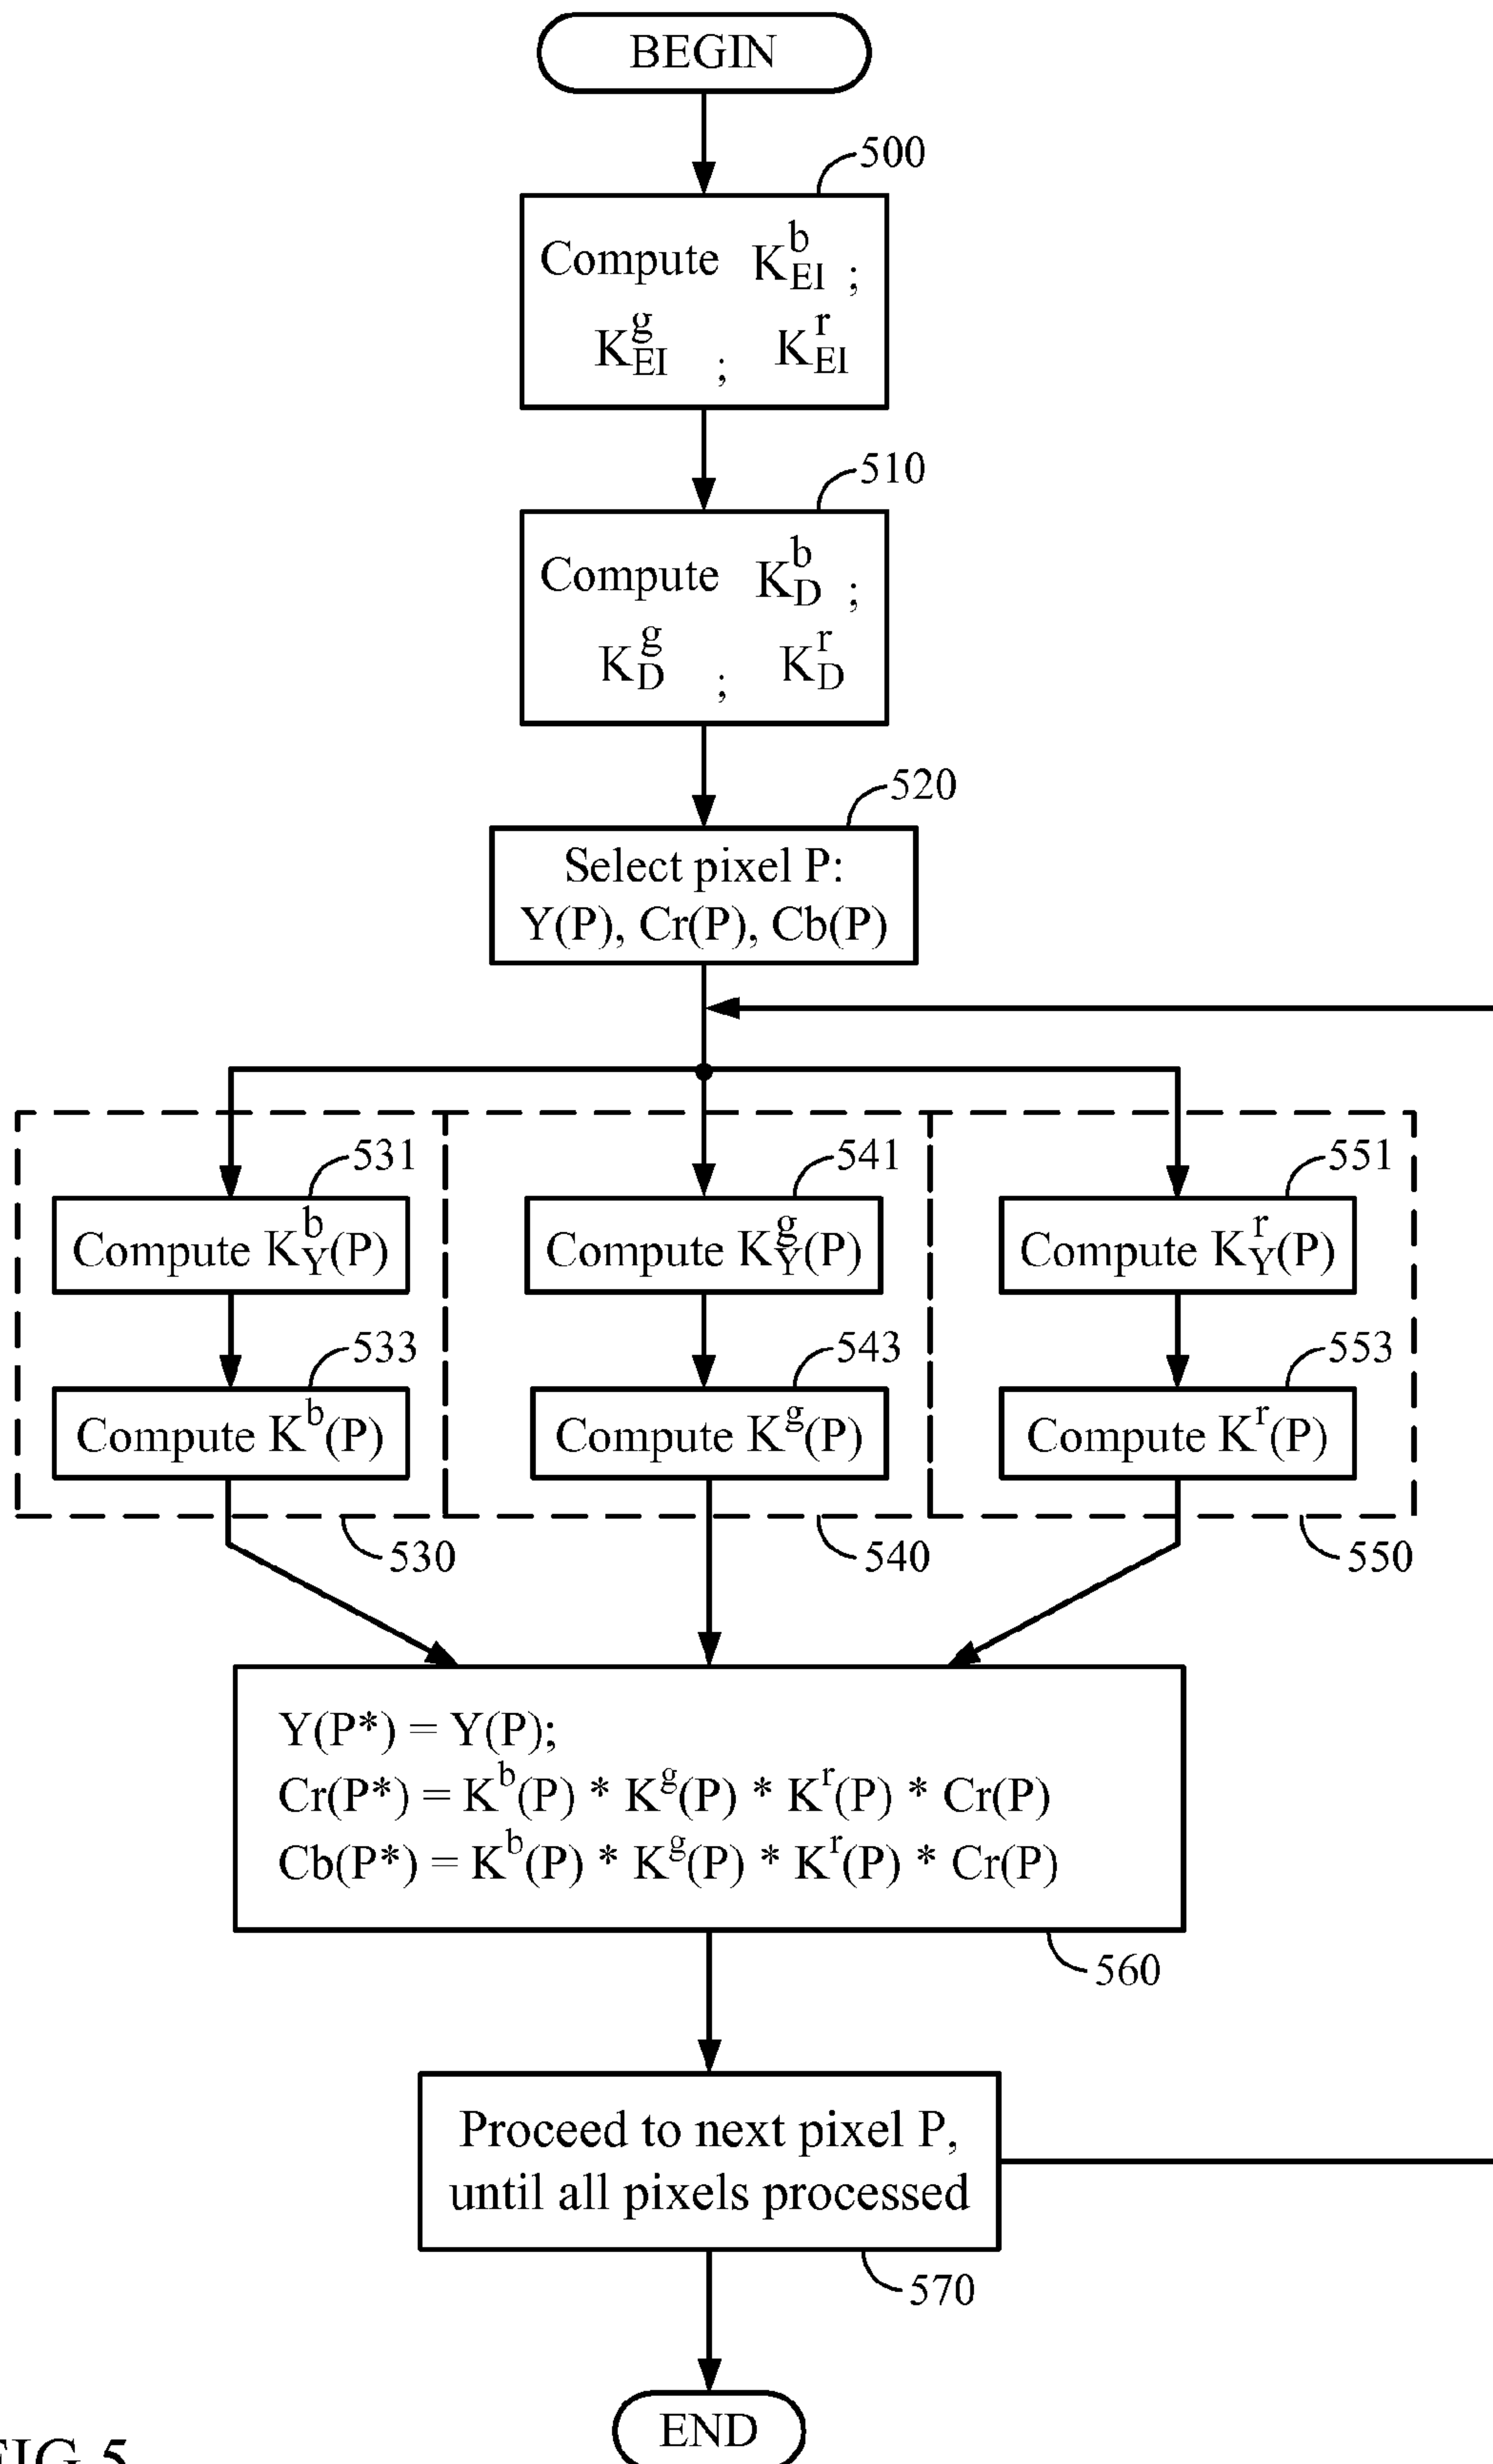 BEGIN
500
Compute K^b_EI ;
K^g_EI ; K^r_EI
510
Compute K^b_D ;
K^g_D ; K^r_D
520
Select pixel P:
Y(P), Cr(P), Cb(P)
531
541
551
Compute K^b_Y(P)
Compute K^g_Y(P)
Compute K^r_Y(P)
533
543
553
Compute K^b(P)
Compute K^g(P)
Compute K^r(P)
530
540
550
Y(P*) = Y(P);
Cr(P*) = K^b(P) * K^g(P) * K^r(P) * Cr(P)
Cb(P*) = K^b(P) * K^g(P) * K^r(P) * Cr(P)
560
Proceed to next pixel P,
until all pixels processed
570
END
FIG 5